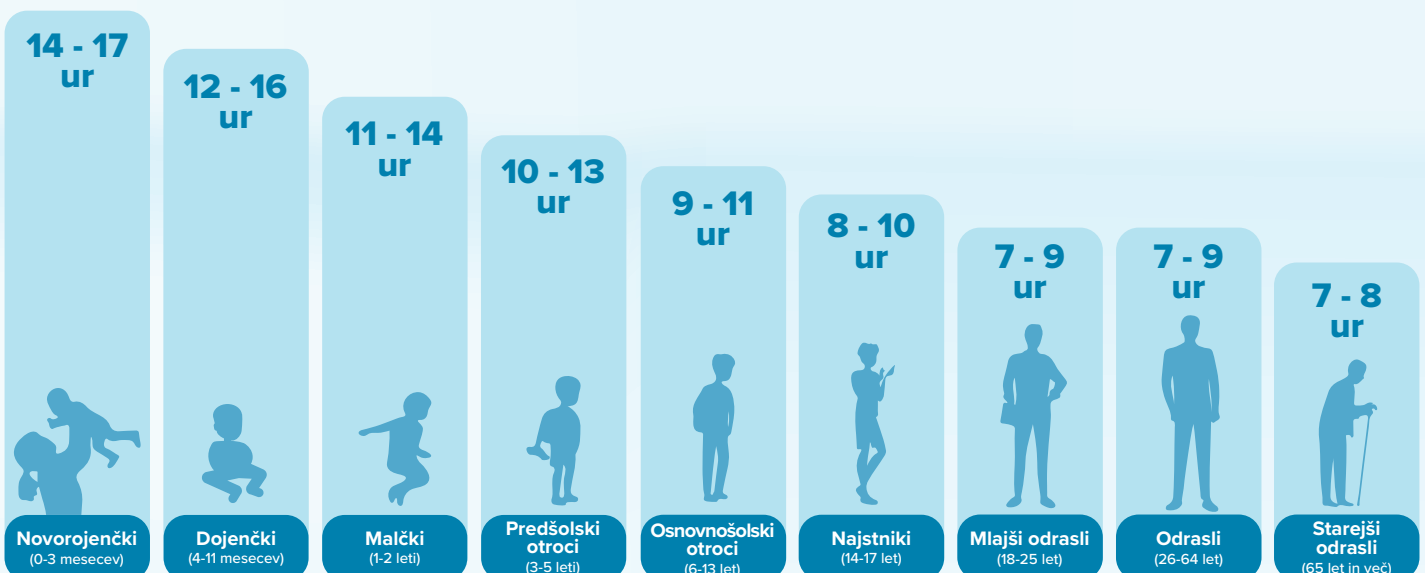 14 - 17
ur
12 - 16
ur
11 - 14
ur
10 - 13
ur
9 - 11
ur
8 - 10
ur
7 - 9
ur
7 - 9
ur
7 - 8
ur
Novorojenčki
(0-3 mesecev)
Dojenčki
(4-11 mesecev)
Malčki
(1-2 leti)
Predšolski
otroci
(3-5 leti)
Osnovnošolski
otroci
(6-13 let)
Najstniki
(14-17 let)
Mlajši odrasli
(18-25 let)
Odrasli
(26-64 let)
Starejši
odrasli
(65 let in več)